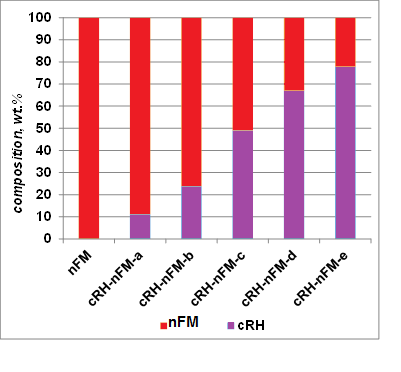 composition, wt.%
100
90
80
70
60
50
40
30
20
10
0
nFM
cRH-nFM-a
cRH-nFM-b
cRH-nFM-c
cRH-nFM-d
cRH-nFM-e
nFM cRH